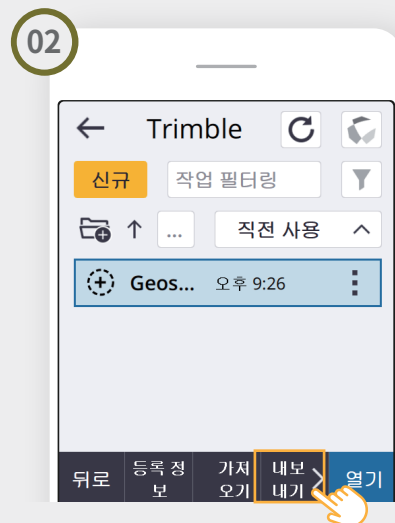 02
Trimble
신규
작업 필터링
...
직전 사용
Geos...
오후 9:26
뒤로
등록 정
보
가져
오기
내보
내기
열기